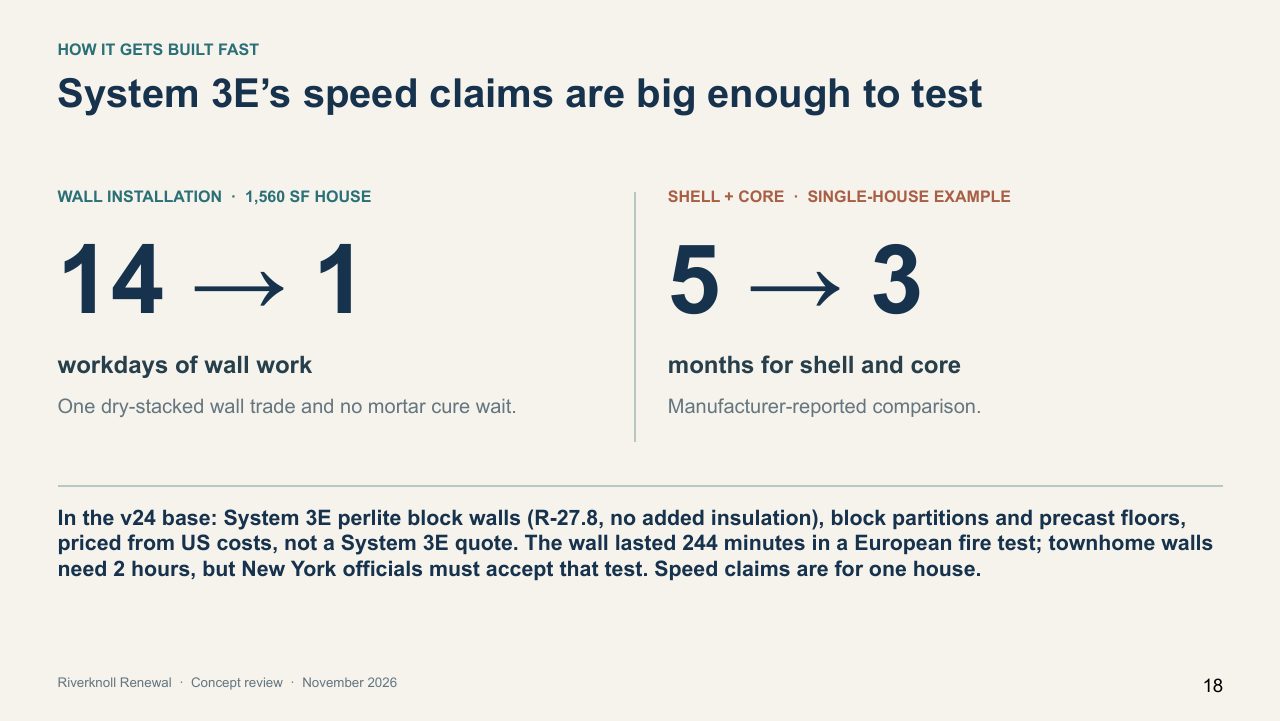 HOW IT GETS BUILT FAST
System 3E’s speed claims are big enough to test
WALL INSTALLATION · 1,560 SF HOUSE
14 → 1
workdays of wall work
One dry-stacked wall trade and no mortar cure wait.
SHELL + CORE · SINGLE-HOUSE EXAMPLE
5 → 3
months for shell and core
Manufacturer-reported comparison.
In the v24 base: System 3E perlite block walls (R-27.8, no added insulation), block partitions and precast floors,
priced from US costs, not a System 3E quote. The wall lasted 244 minutes in a European fire test; townhome walls
need 2 hours, but New York officials must accept that test. Speed claims are for one house.
Riverknoll Renewal · Concept review · November 2026
18